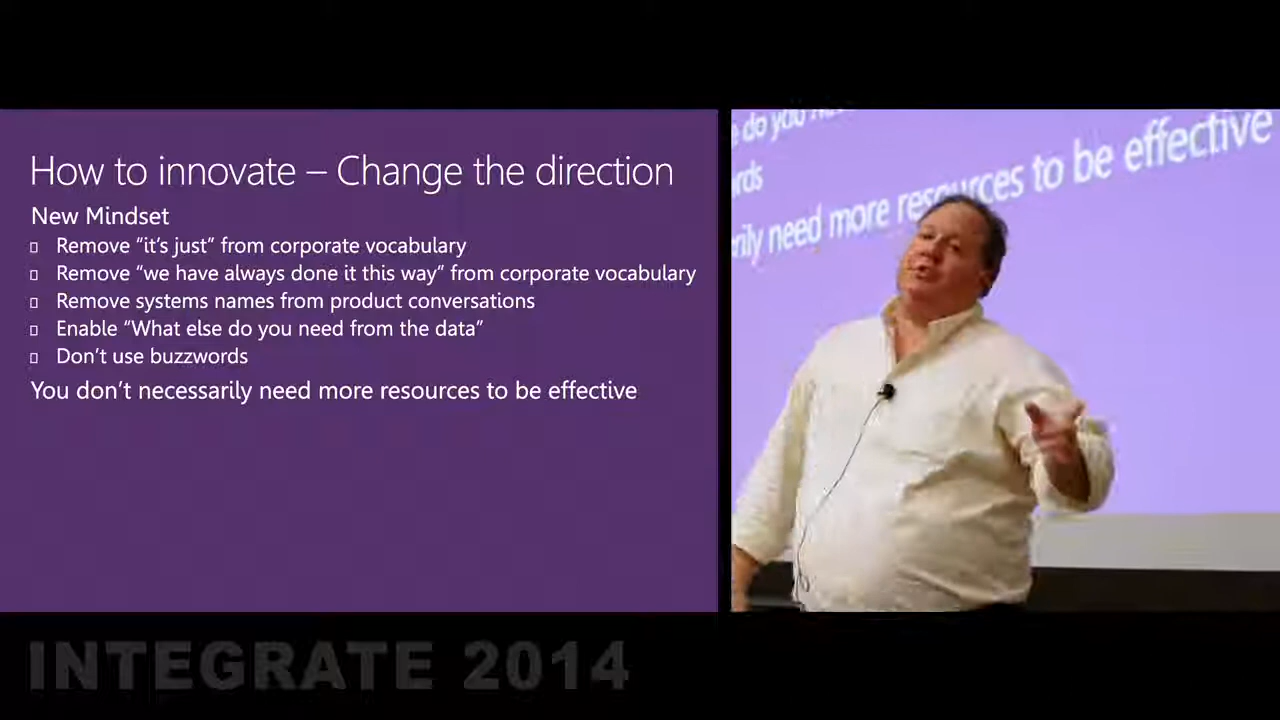 How to innovate – Change the direction
New Mindset
Remove “it’s just” from corporate vocabulary
Remove “we have always done it this way” from corporate vocabulary
Remove systems names from product conversations
Enable “What else do you need from the data”
Don’t use buzzwords
You don’t necessarily need more resources to be effective
do you
need more resources to be effective
INTEGRATE 2014